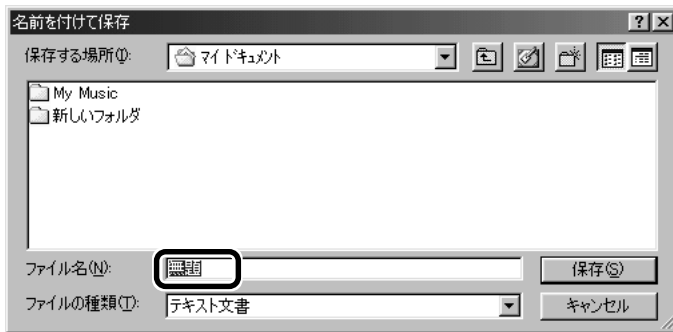 名前を付けて保存
保存する場所(I):
マイ ドキュメント
My Music
新しいフォルダ
ファイル名(N):
無題
保存(S)
ファイルの種類(T):
テキスト文書
キャンセル